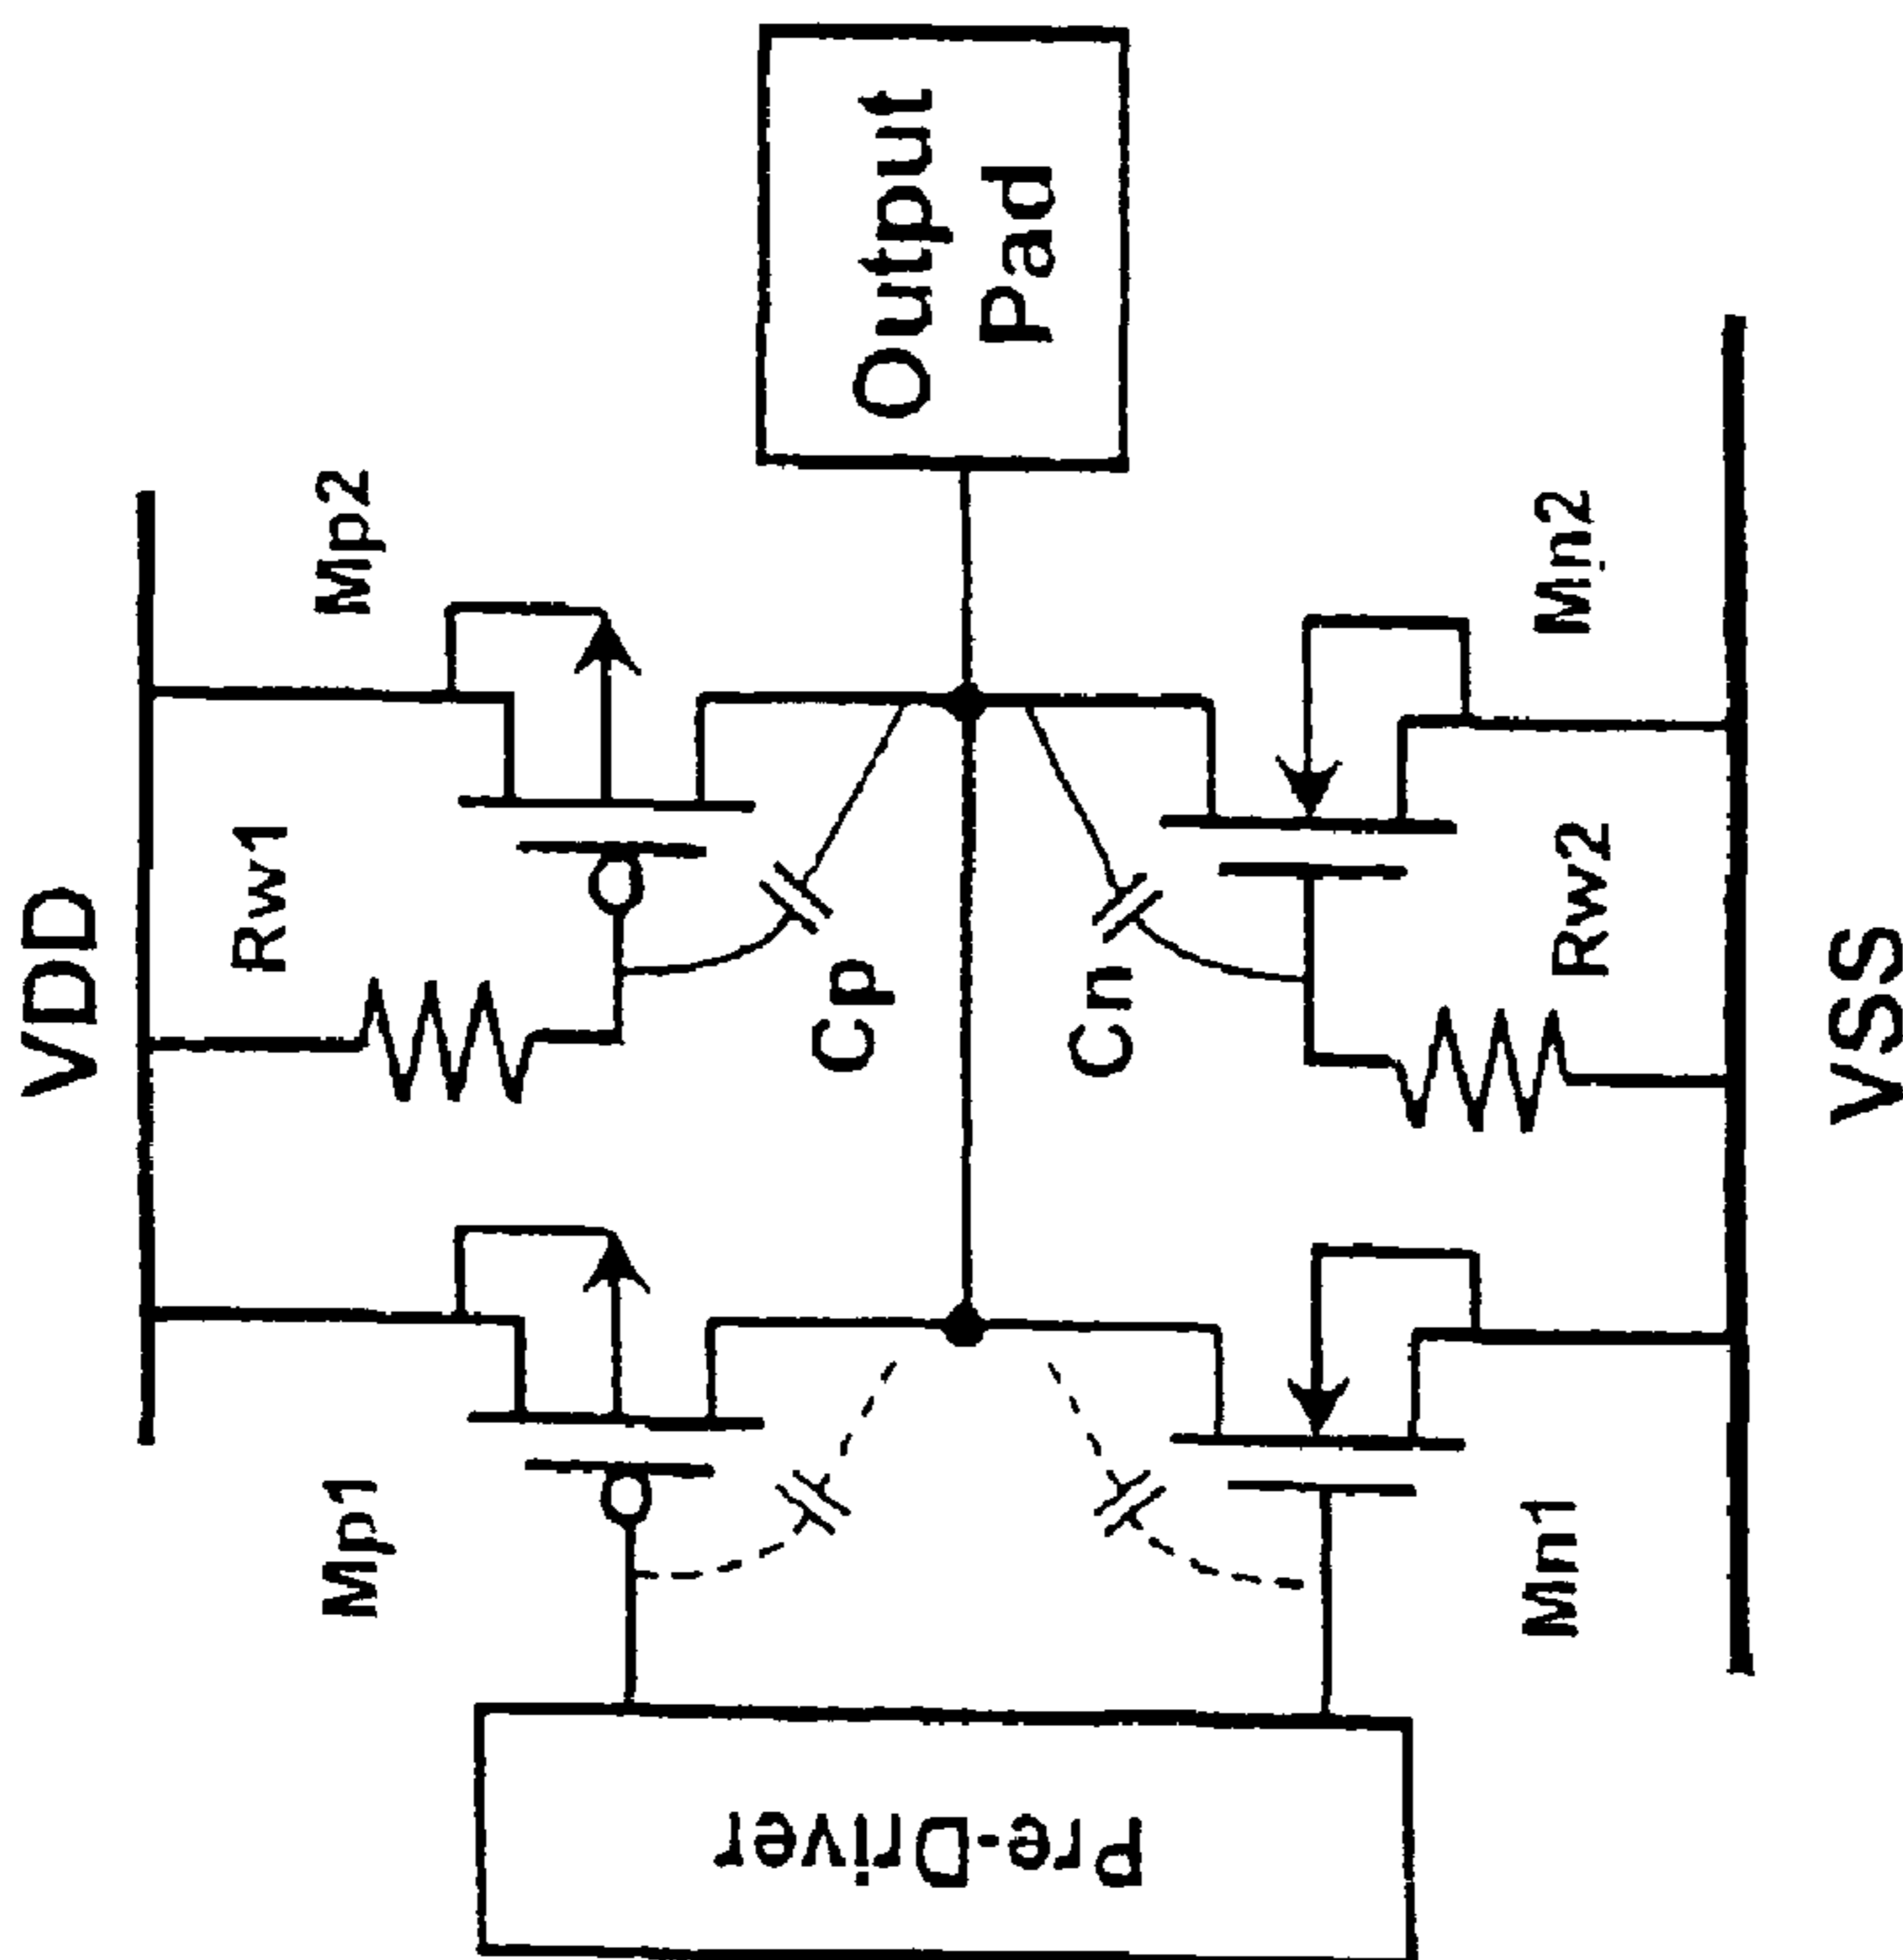 VDD
Mp1
Rw1
Mp2
Pre-Driver
Cp
Cn
Output
Pad
Mn1
Rw2
Mn2
VSS